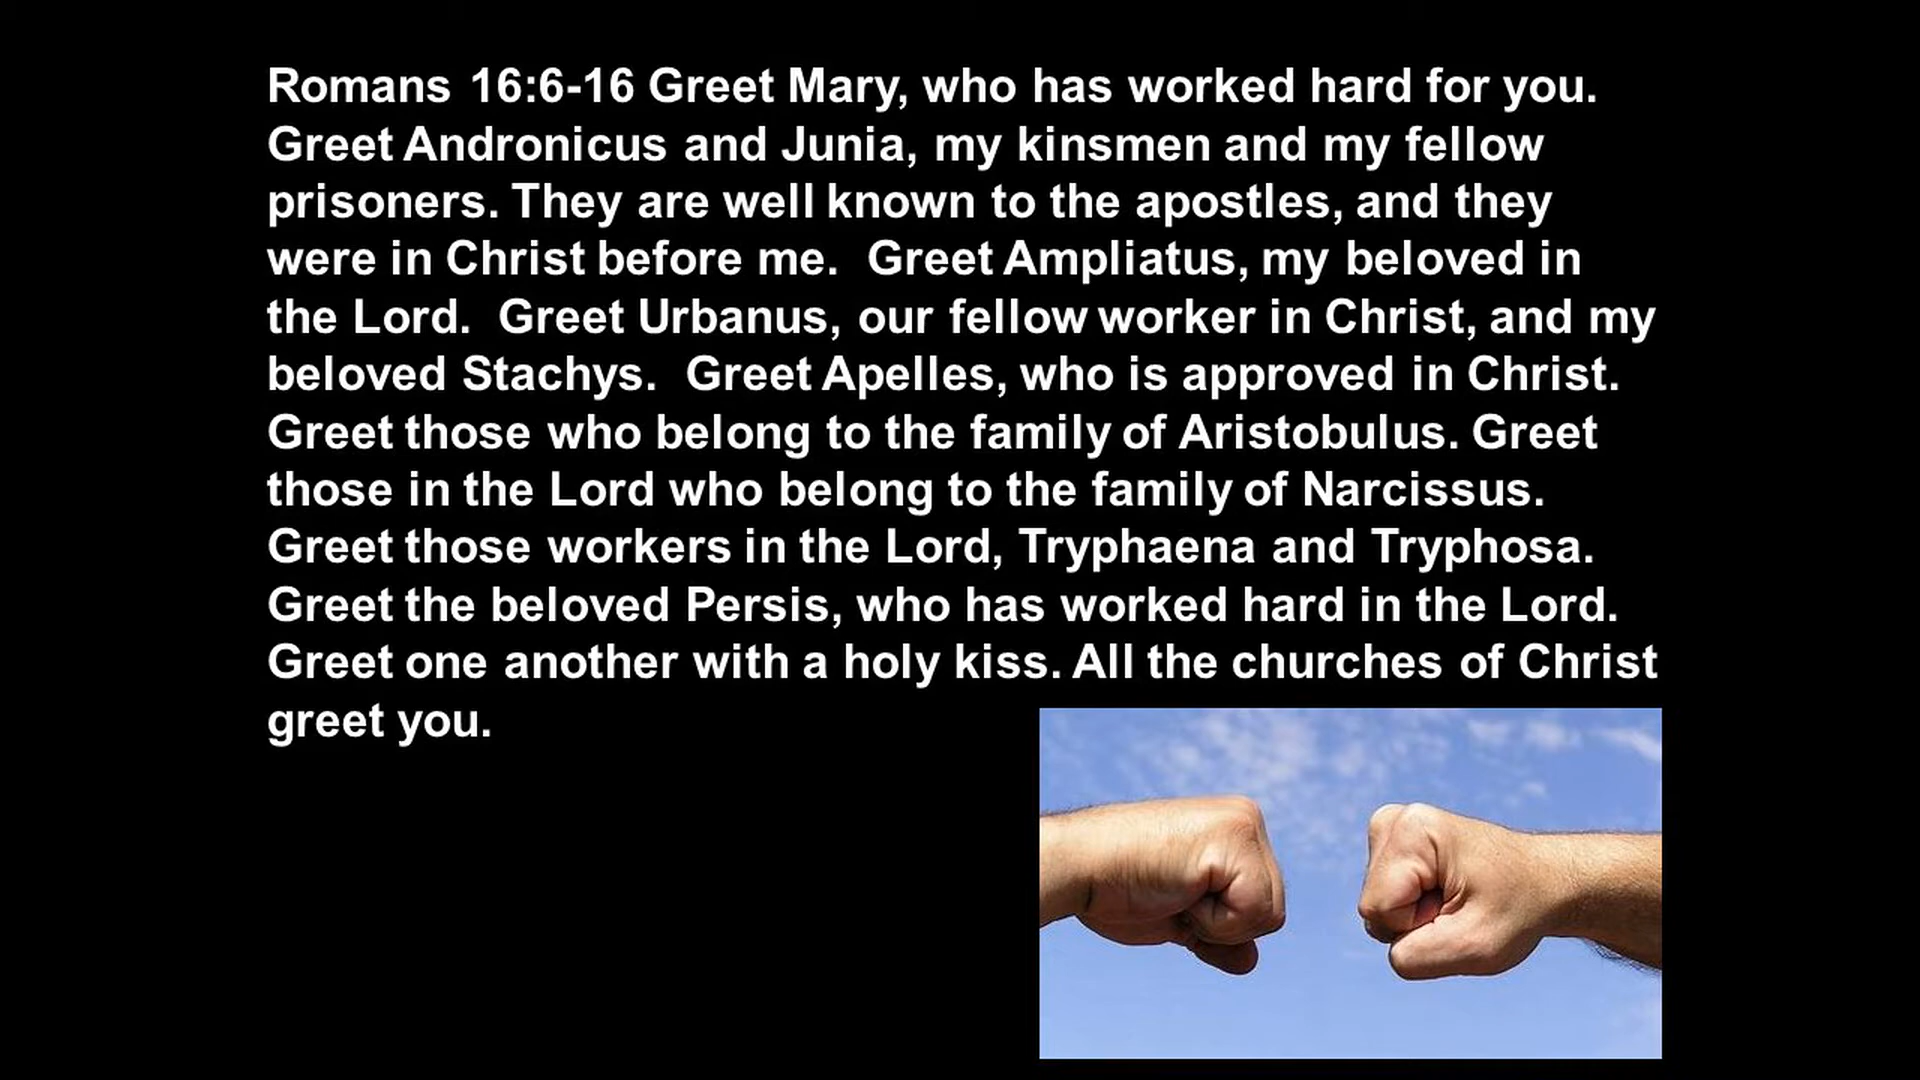 Romans 16:6-16 Greet Mary, who has worked hard for you.
Greet Andronicus and Junia, my kinsmen and my fellow
prisoners. They are well known to the apostles, and they
were in Christ before me.  Greet Ampliatus, my beloved in
the Lord.  Greet Urbanus, our fellow worker in Christ, and my
beloved Stachys.  Greet Apelles, who is approved in Christ.
Greet those who belong to the family of Aristobulus. Greet
those in the Lord who belong to the family of Narcissus.
Greet those workers in the Lord, Tryphaena and Tryphosa.
Greet the beloved Persis, who has worked hard in the Lord.
Greet one another with a holy kiss. All the churches of Christ
greet you.